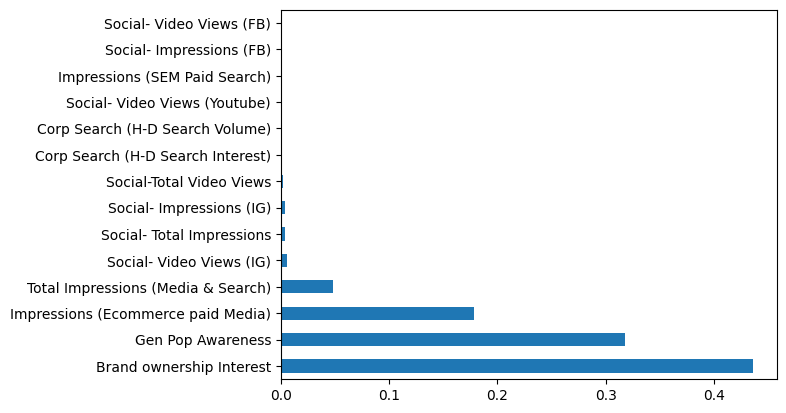 Social- Video Views (FB)
Social- Impressions (FB)
Impressions (SEM Paid Search)
Social- Video Views (Youtube)
Corp Search (H-D Search Volume)
Corp Search (H-D Search Interest)
Social-Total Video Views
Social- Impressions (IG)
Social- Total Impressions
Social- Video Views (IG)
Total Impressions (Media & Search)
Impressions (Ecommerce paid Media)
Gen Pop Awareness
Brand ownership Interest
0.0 0.1 0.2 0.3 0.4